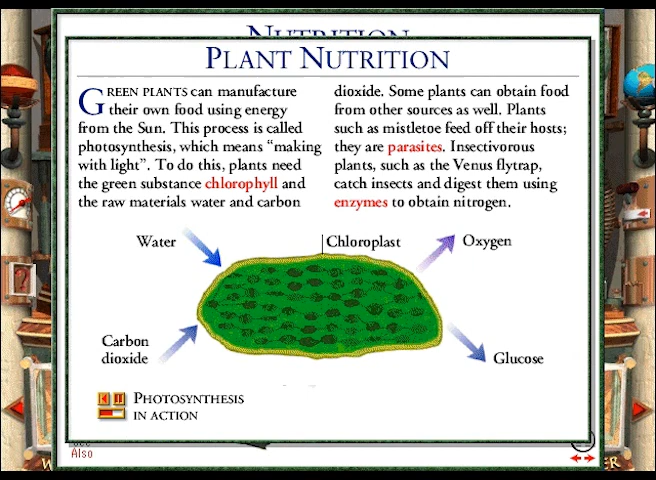 NUTRITION
PLANT NUTRITION
GREEN PLANTS can manufacture
their own food using energy
from the Sun. This process is called
photosynthesis, which means “making
with light”. To do this, plants need
the green substance chlorophyll and
the raw materials water and carbon
dioxide. Some plants can obtain food
from other sources as well. Plants
such as mistletoe feed off their hosts;
they are parasites. Insectivorous
plants, such as the Venus flytrap,
catch insects and digest them using
enzymes to obtain nitrogen.
Water
Chloroplast
Oxygen
Carbon
dioxide
Glucose
PHOTOSYNTHESIS
IN ACTION
Also